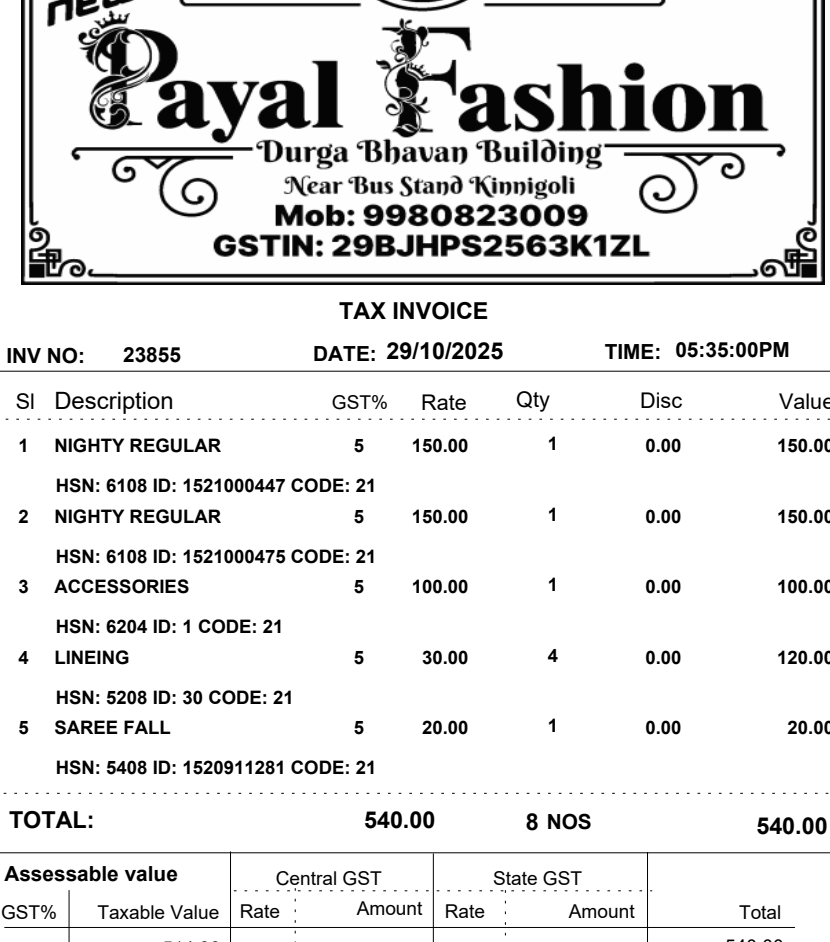 new
Payal Fashion
Durga Bhavan Building
Near Bus Stand Kinnigoli
Mob: 9980823009
GSTIN: 29BJHPS2563K1ZL
TAX INVOICE
INV NO: 23855 DATE: 29/10/2025 TIME: 05:35:00PM
Sl Description GST% Rate Qty Disc Value
1 NIGHTY REGULAR 5 150.00 1 0.00 150.00
HSN: 6108 ID: 1521000447 CODE: 21
2 NIGHTY REGULAR 5 150.00 1 0.00 150.00
HSN: 6108 ID: 1521000475 CODE: 21
3 ACCESSORIES 5 100.00 1 0.00 100.00
HSN: 6204 ID: 1 CODE: 21
4 LINEING 5 30.00 4 0.00 120.00
HSN: 5208 ID: 30 CODE: 21
5 SAREE FALL 5 20.00 1 0.00 20.00
HSN: 5408 ID: 1520911281 CODE: 21
TOTAL: 540.00 8 NOS 540.00
Assessable value Central GST State GST
GST% Taxable Value Rate Amount Rate Amount Total